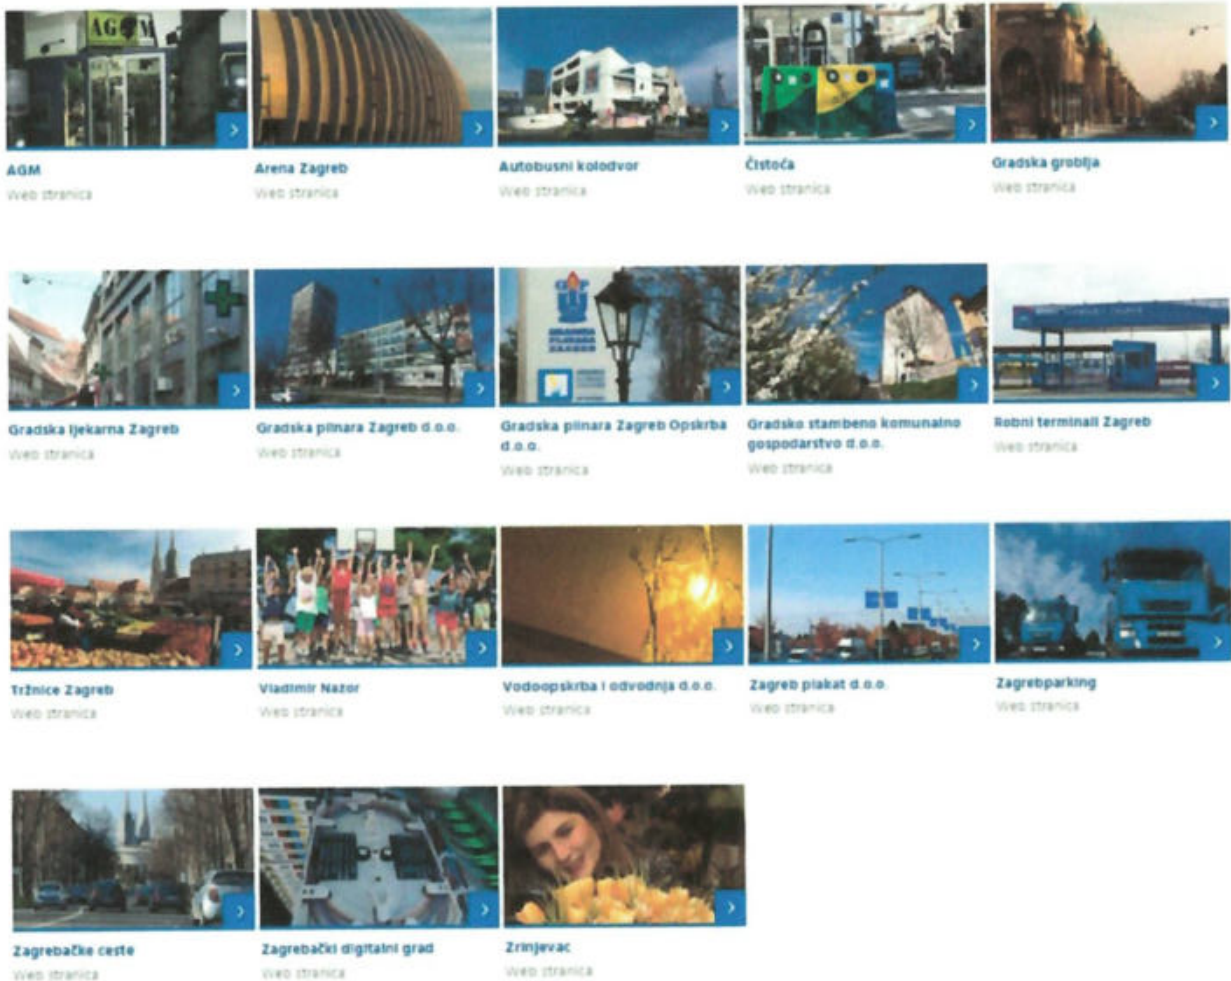 AGM
AGM
Web stranica
Arena Zagreb
Web stranica
Autobusni kolodvor
Web stranica
Čistoća
Web stranica
Gradska groblja
Web stranica
Gradska ljekarna Zagreb
Web stranica
Gradska plinara Zagreb d.o.o.
Web stranica
GRADSKA
PLINARA
ZAGREB
Gradska plinara Zagreb Opskrba
d.o.o.
Web stranica
Gradsko stambeno komunalno
gospodarstvo d.o.o.
Web stranica
Robni terminali Zagreb
Web stranica
Tržnice Zagreb
Web stranica
Vladimir Nazor
Web stranica
Vodoopskrba i odvodnja d.o.o.
Web stranica
Zagreb plakat d.o.o.
Web stranica
Zagrebparking
Web stranica
Zagrebačke ceste
Web stranica
Zagrebački digitalni grad
Web stranica
Zrinjevac
Web stranica